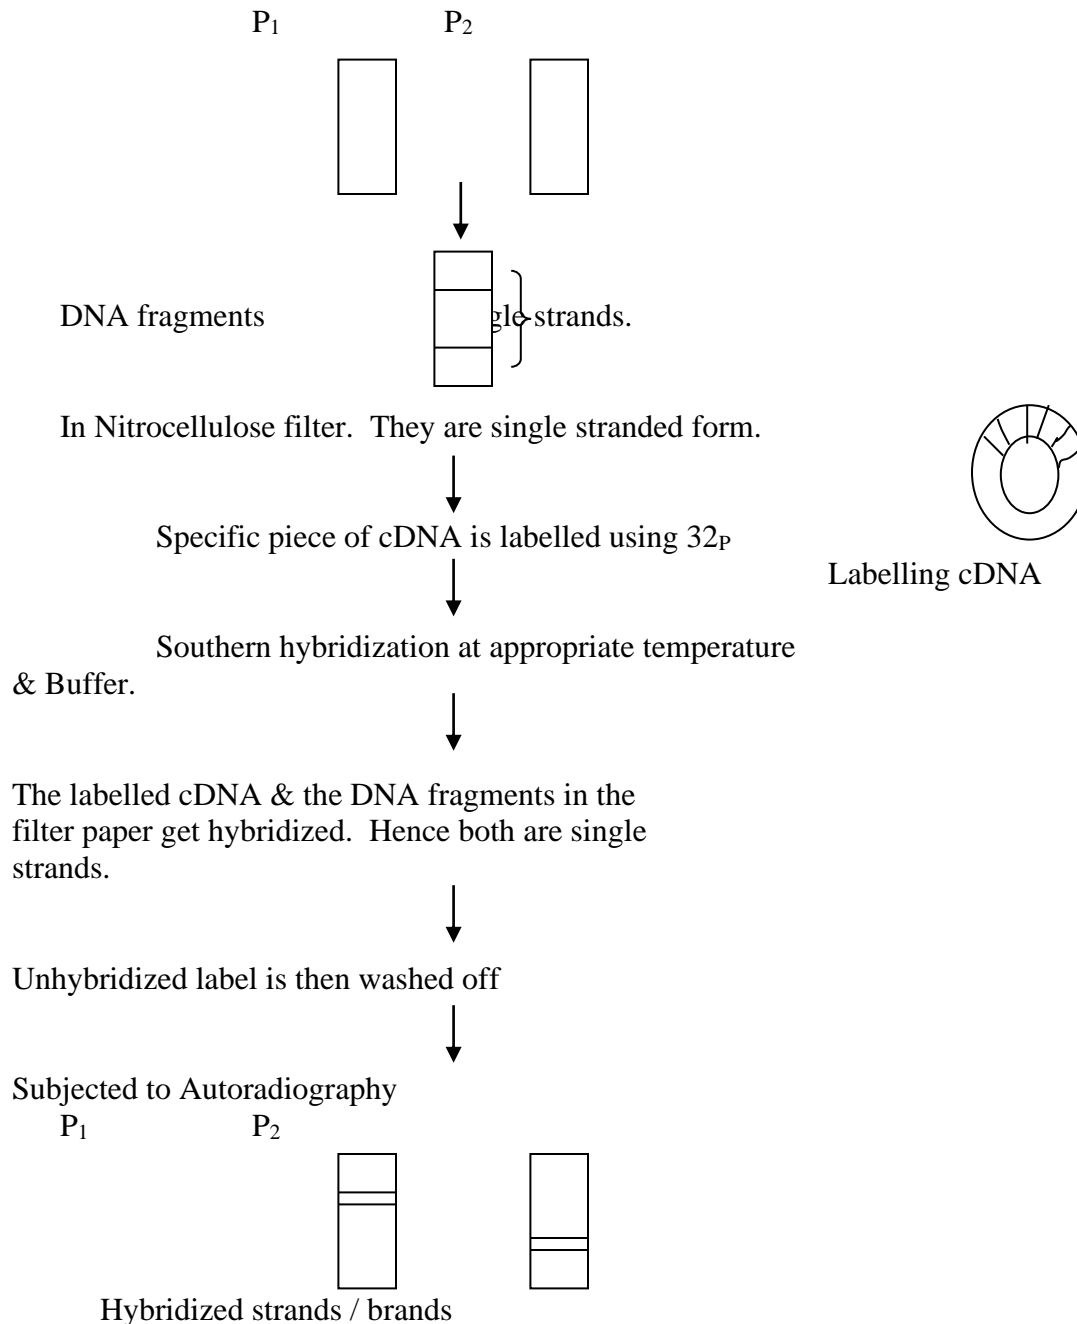 P₁ P₂
DNA fragments gle strands.
In Nitrocellulose filter. They are single stranded form.
Specific piece of cDNA is labelled using 32P
Labelling cDNA
Southern hybridization at appropriate temperature
& Buffer.
The labelled cDNA & the DNA fragments in the
filter paper get hybridized. Hence both are single
strands.
Unhybridized label is then washed off
Subjected to Autoradiography
P₁ P₂
Hybridized strands / brands